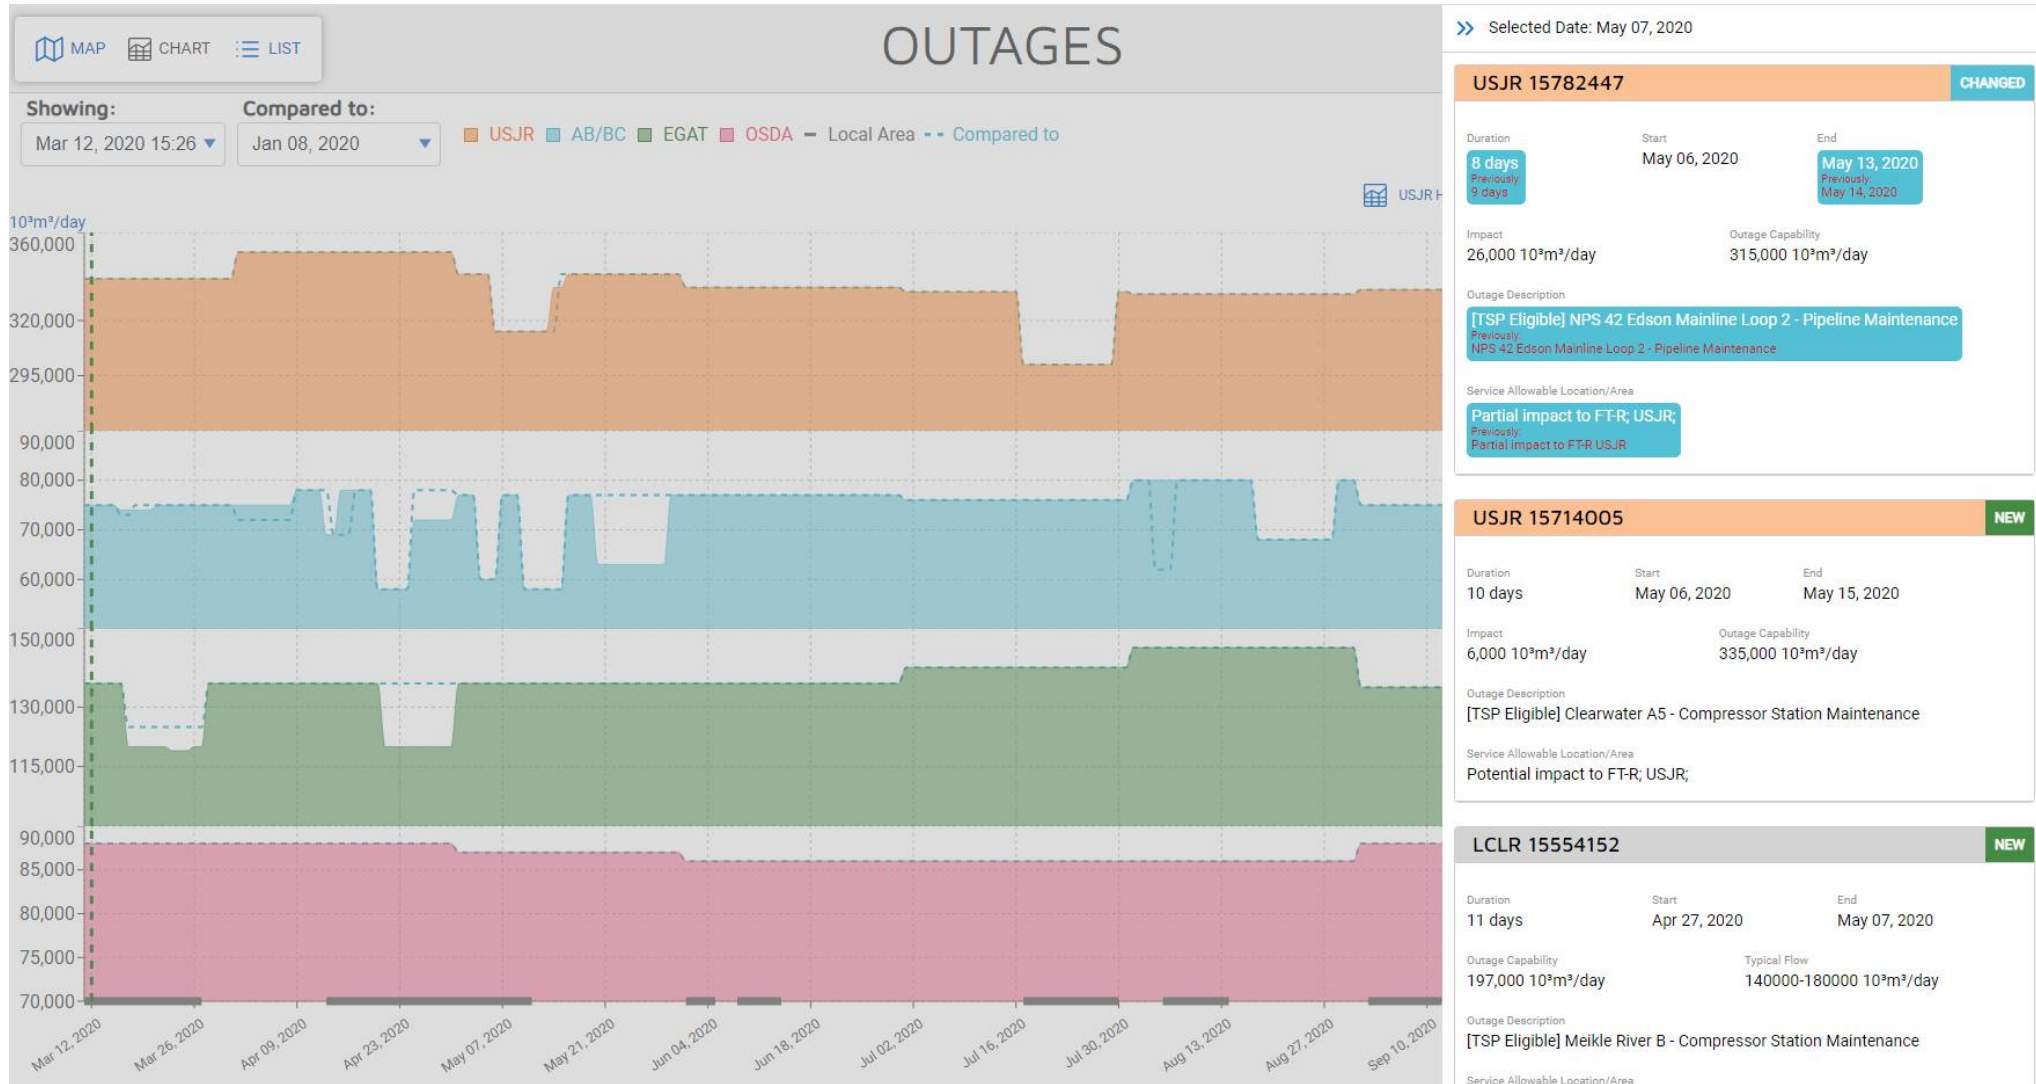 MAP CHART LIST
OUTAGES
Showing: Compared to:
Mar 12, 2020 15:26 Jan 08, 2020
USJR AB/BC EGAT OSDA Local Area Compared to
USJR H
10³m³/day
360,000
320,000
295,000
90,000
80,000
70,000
60,000
150,000
130,000
115,000
90,000
85,000
80,000
75,000
70,000
Mar 12, 2020 Mar 26, 2020 Apr 09, 2020 Apr 23, 2020 May 07, 2020 May 21, 2020 Jun 04, 2020 Jun 18, 2020 Jul 02, 2020 Jul 16, 2020 Jul 30, 2020 Aug 13, 2020 Aug 27, 2020 Sep 10, 2020
Selected Date: May 07, 2020
USJR 15782447 CHANGED
Duration Start End
8 days May 06, 2020 May 13, 2020
Previously: Previously:
9 days May 14, 2020
Impact Outage Capability
26,000 10³m³/day 315,000 10³m³/day
Outage Description
[TSP Eligible] NPS 42 Edson Mainline Loop 2 - Pipeline Maintenance
Previously:
NPS 42 Edson Mainline Loop 2 - Pipeline Maintenance
Service Allowable Location/Area
Partial impact to FT-R; USJR;
Previously:
Partial impact to FT-R USJR
USJR 15714005 NEW
Duration Start End
10 days May 06, 2020 May 15, 2020
Impact Outage Capability
6,000 10³m³/day 335,000 10³m³/day
Outage Description
[TSP Eligible] Clearwater A5 - Compressor Station Maintenance
Service Allowable Location/Area
Potential impact to FT-R; USJR;
LCLR 15554152 NEW
Duration Start End
11 days Apr 27, 2020 May 07, 2020
Outage Capability Typical Flow
197,000 10³m³/day 140000-180000 10³m³/day
Outage Description
[TSP Eligible] Meikle River B - Compressor Station Maintenance
Service Allowable Location/Area